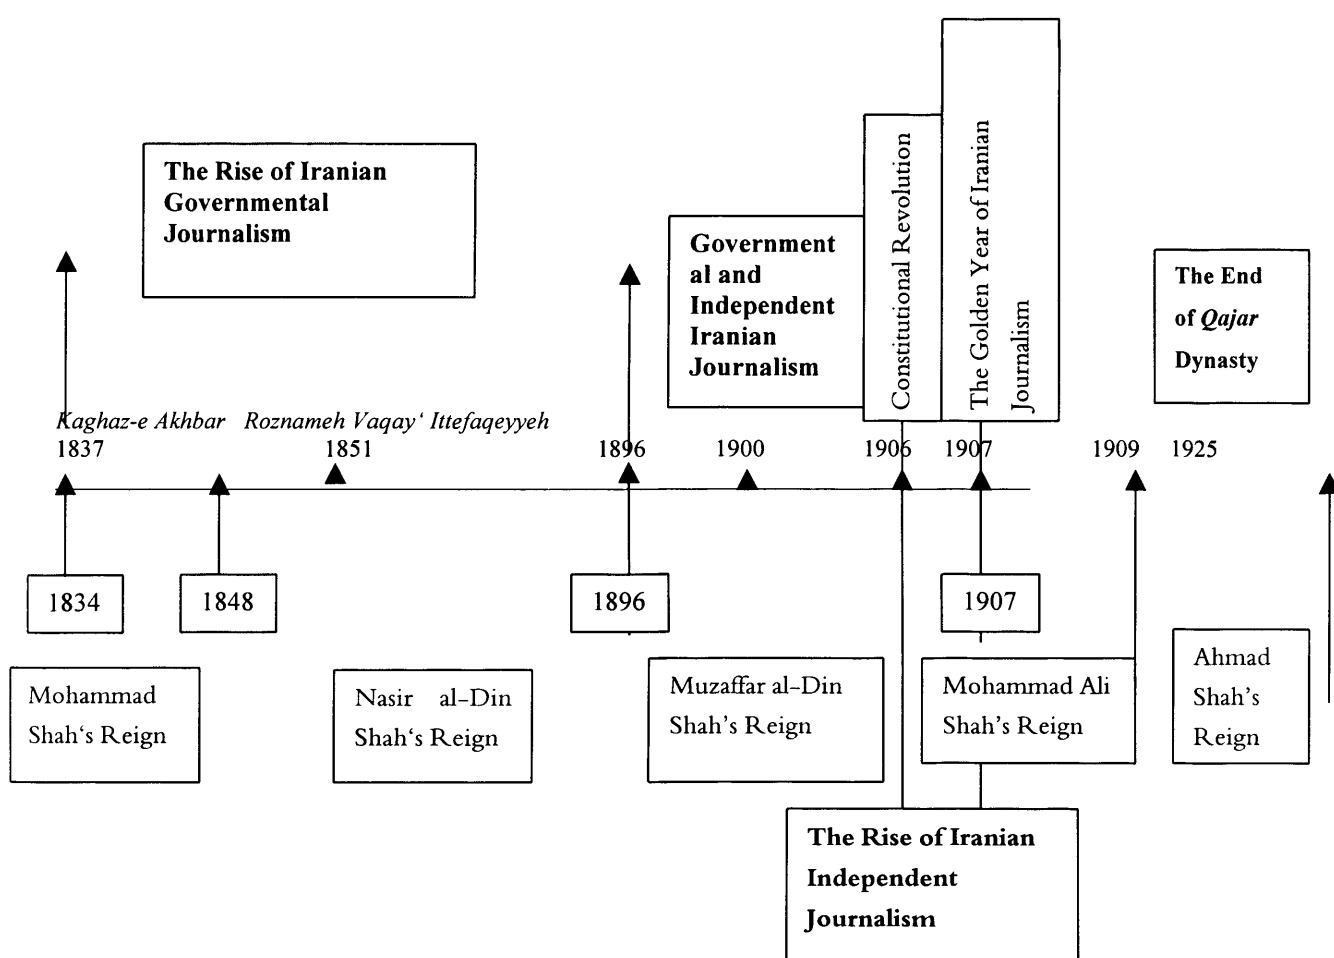 The Rise of Iranian
Governmental
Journalism
Government
al and
Independent
Iranian
Journalism
Constitutional Revolution
The Golden Year of Iranian
Journalism
The End
of Qajar
Dynasty
Kaghaz-e Akhbar Roznameh Vaqay‘ Ittefaqeyyeh
1837 1851 1896 1900 1906 1907 1909 1925
1834 1848 1896 1907
Mohammad
Shah‘s Reign
Nasir al-Din
Shah‘s Reign
Muzaffar al-Din
Shah’s Reign
Mohammad Ali
Shah’s Reign
Ahmad
Shah’s
Reign
The Rise of Iranian
Independent
Journalism